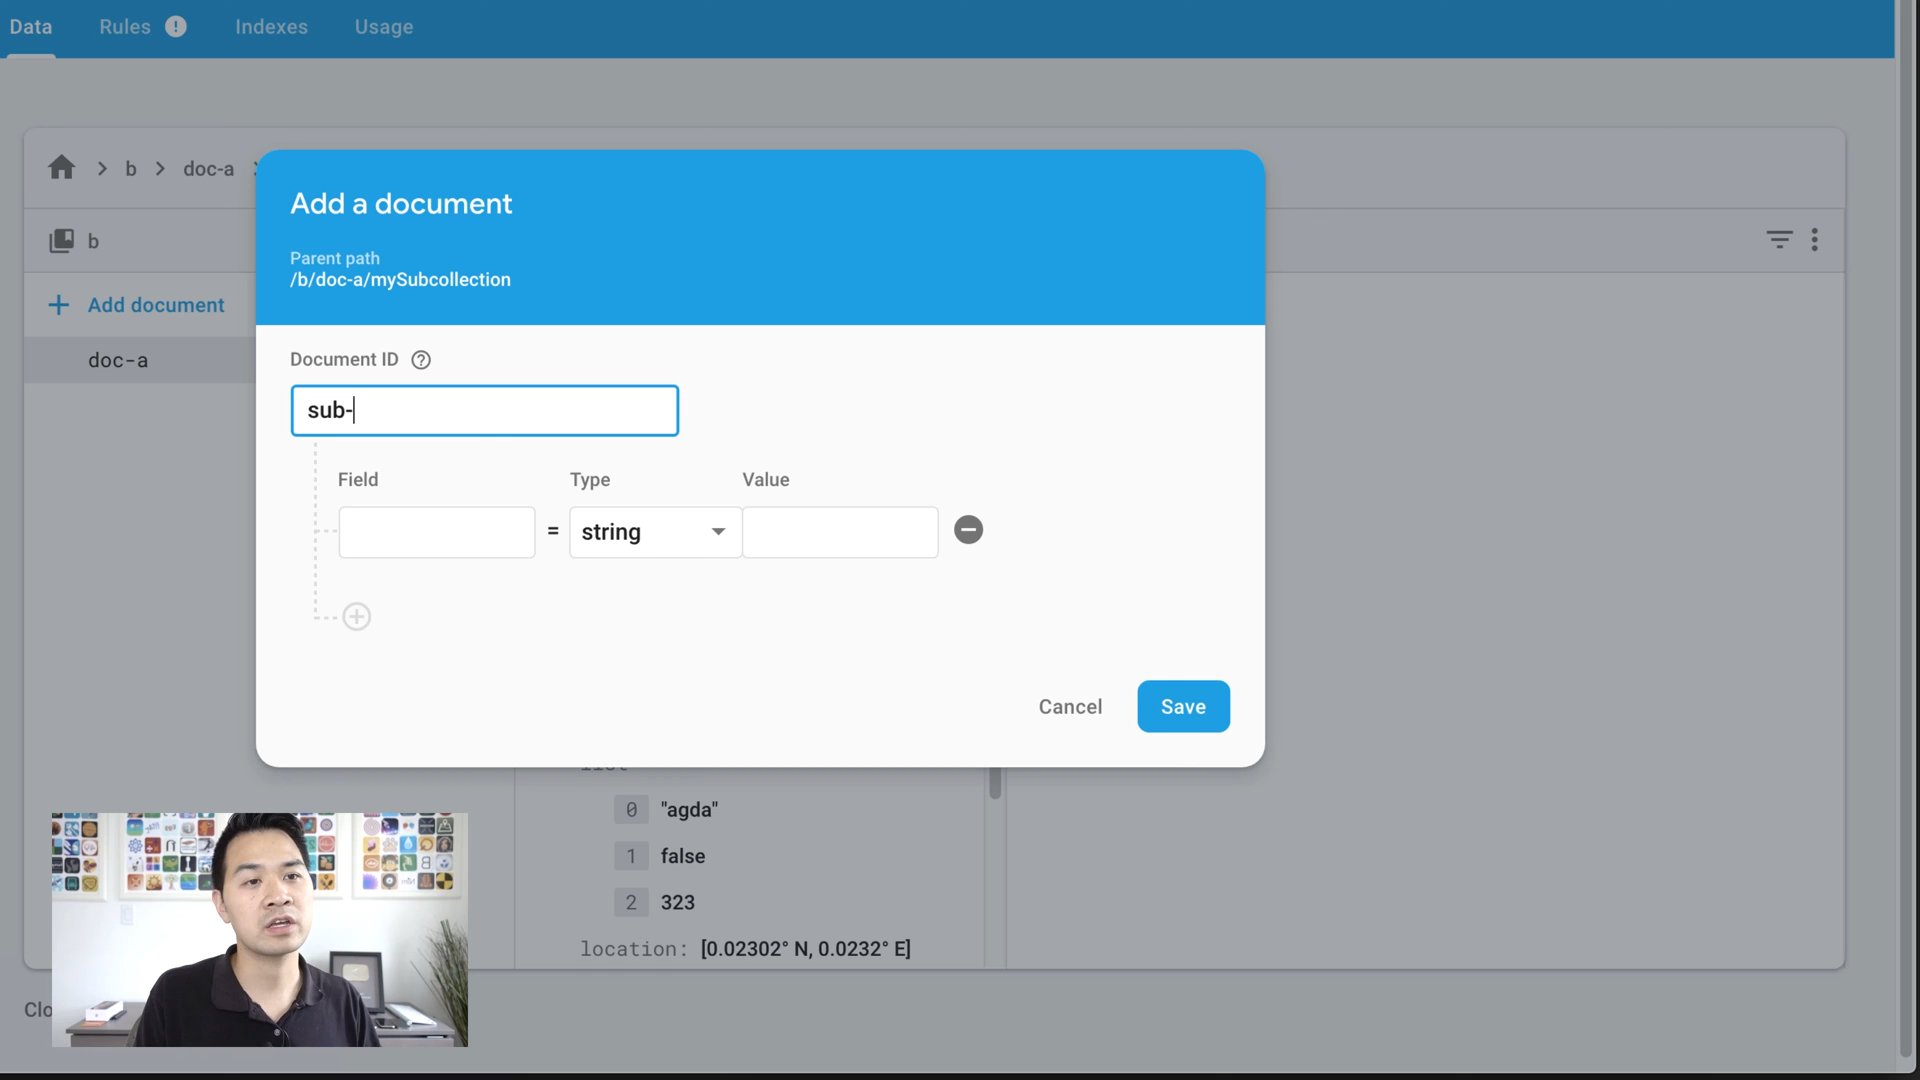 Data Rules ! Indexes Usage
b doc-a
Add a document
Parent path
/b/doc-a/mySubcollection
b
Add document
doc-a
Document ID ?
sub-
Field Type Value
= string
Cancel Save
0 "agda"
1 false
2 323
location: [0.02302° N, 0.0232° E]
Clo